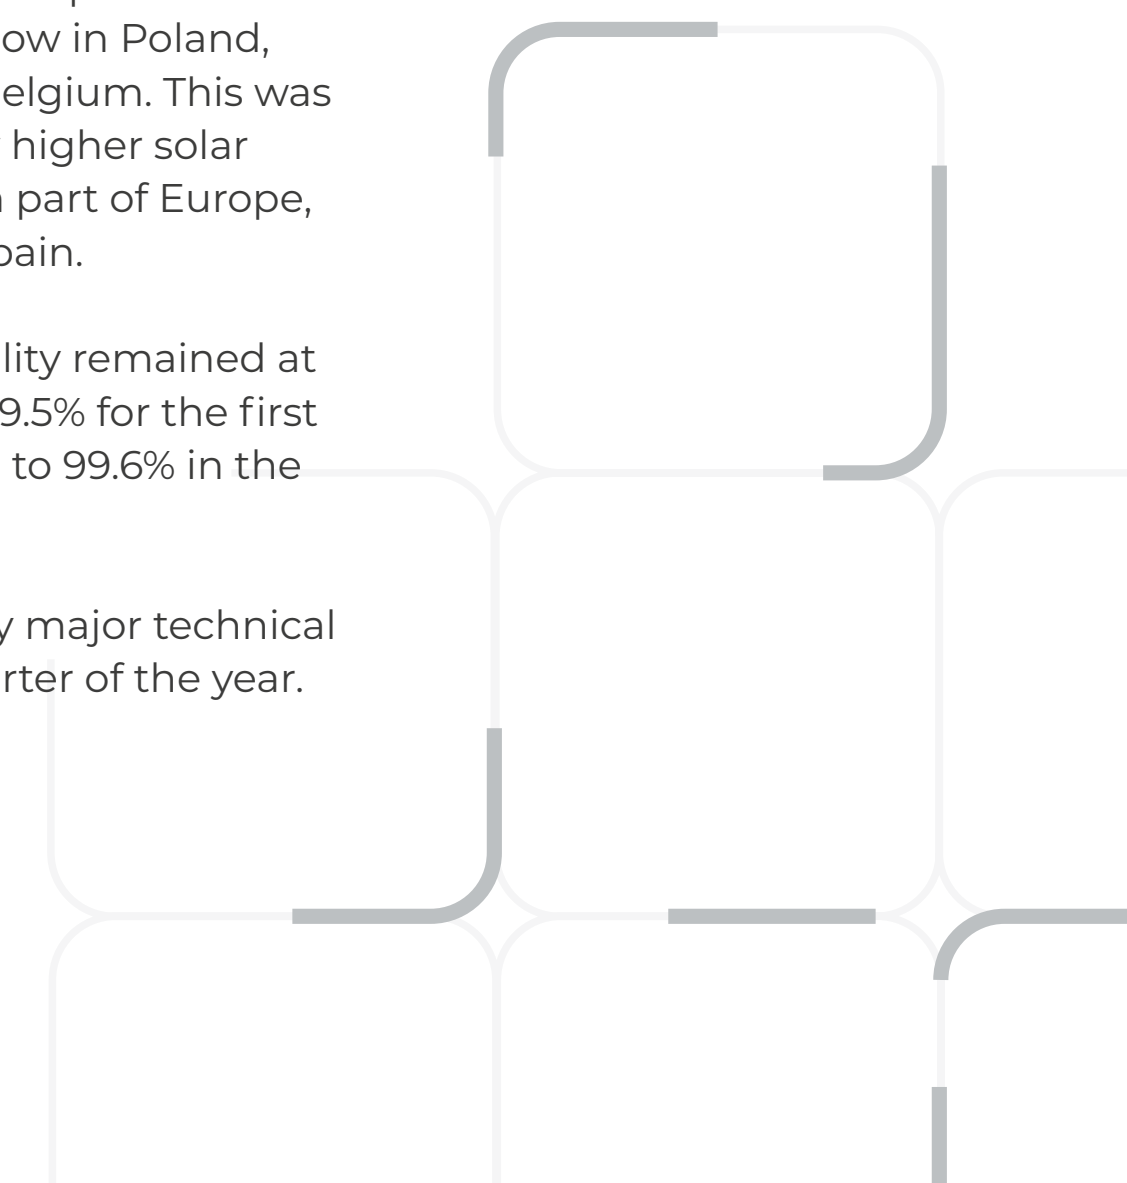 ow in Poland,
elgium. This was
higher solar
part of Europe,
pain.
lity remained at
9.5% for the first
to 99.6% in the
y major technical
rter of the year.